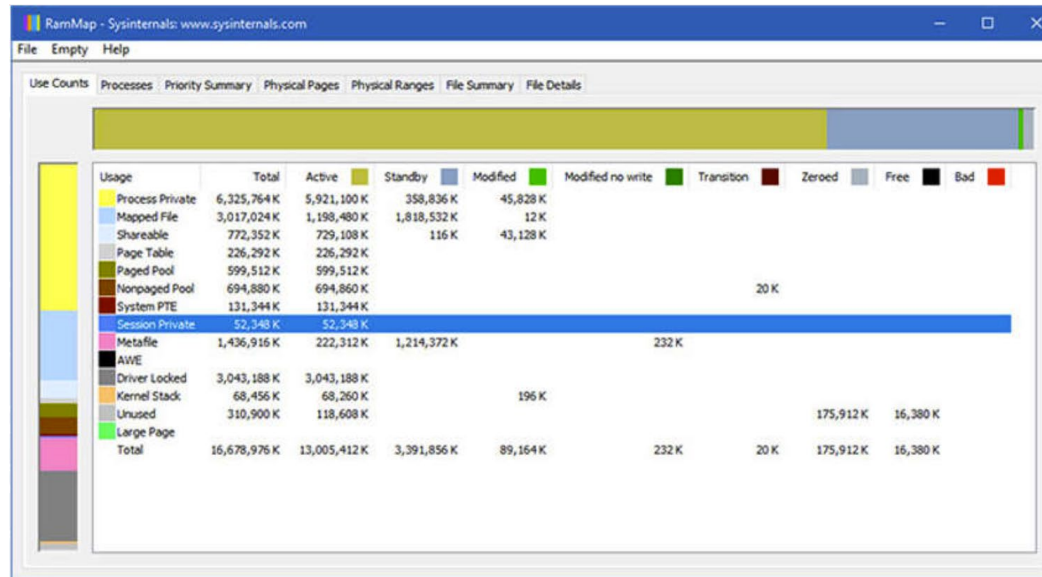 RamMap - Sysinternals: www.sysinternals.com
File Empty Help
Use Counts Processes Priority Summary Physical Pages Physical Ranges File Summary File Details
Usage Total Active Standby Modified Modified no write Transition Zeroed Free Bad
Process Private 6,325,764 K 5,921,100 K 358,836 K 45,828 K
Mapped File 3,017,024 K 1,198,480 K 1,818,532 K 12 K
Shareable 772,352 K 729,108 K 116 K 43,128 K
Page Table 226,292 K 226,292 K
Paged Pool 599,512 K 599,512 K
Nonpaged Pool 694,880 K 694,860 K 20 K
System PTE 131,344 K 131,344 K
Session Private 52,348 K 52,348 K
Metafile 1,436,916 K 222,312 K 1,214,372 K 232 K
AWE
Driver Locked 3,043,188 K 3,043,188 K
Kernel Stack 68,456 K 68,260 K 196 K
Unused 310,900 K 118,608 K 175,912 K 16,380 K
Large Page
Total 16,678,976 K 13,005,412 K 3,391,856 K 89,164 K 232 K 20 K 175,912 K 16,380 K